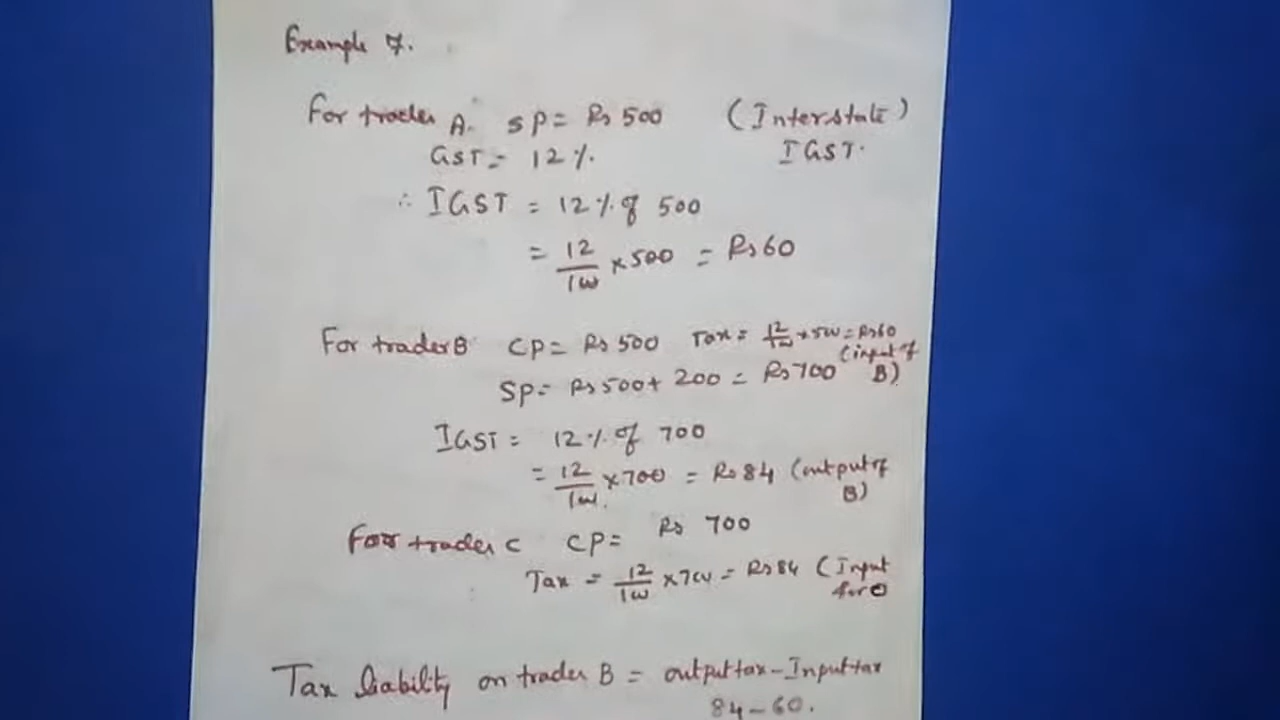 Example 7.
For trader A. SP = Rs 500 (Interstate)
GST = 12 %. IGST.
∴ IGST = 12 % of 500
= 12/100 × 500 = Rs 60
For trader B CP = Rs 500 Tax = 12/100 × 500 = Rs 60
(input of B)
SP = Rs 500 + 200 = Rs 700
IGST = 12 % of 700
= 12/100 × 700 = Rs 84 (output of B)
For trader C CP = Rs 700
Tax = 12/100 × 700 = Rs 84 (Input for C
Tax liability on trader B = output tax - Input tax
84 - 60.